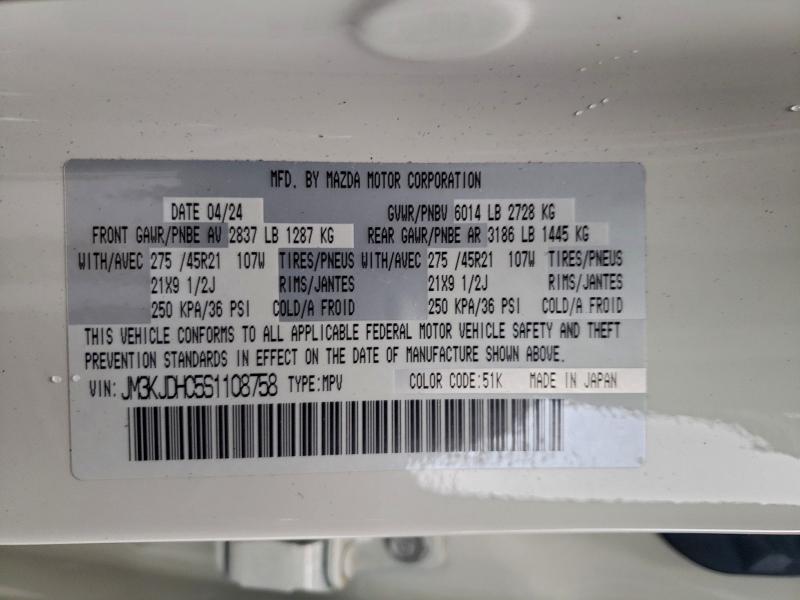 MFD. BY MAZDA MOTOR CORPORATION
DATE 04/24 GVWR/PNBV 6014 LB 2728 KG
FRONT GAWR/PNBE AV 2837 LB 1287 KG REAR GAWR/PNBE AR 3186 LB 1445 KG
WITH/AVEC 275 /45R21 107W TIRES/PNEUS WITH/AVEC 275 /45R21 107W TIRES/PNEUS
21X9 1/2J RIMS/JANTES 21X9 1/2J RIMS/JANTES
250 KPA/36 PSI COLD/A FROID 250 KPA/36 PSI COLD/A FROID
THIS VEHICLE CONFORMS TO ALL APPLICABLE FEDERAL MOTOR VEHICLE SAFETY AND THEFT
PREVENTION STANDARDS IN EFFECT ON THE DATE OF MANUFACTURE SHOWN ABOVE.
VIN: JM3KJDHC5S1108758 TYPE:MPV COLOR CODE:51K MADE IN JAPAN